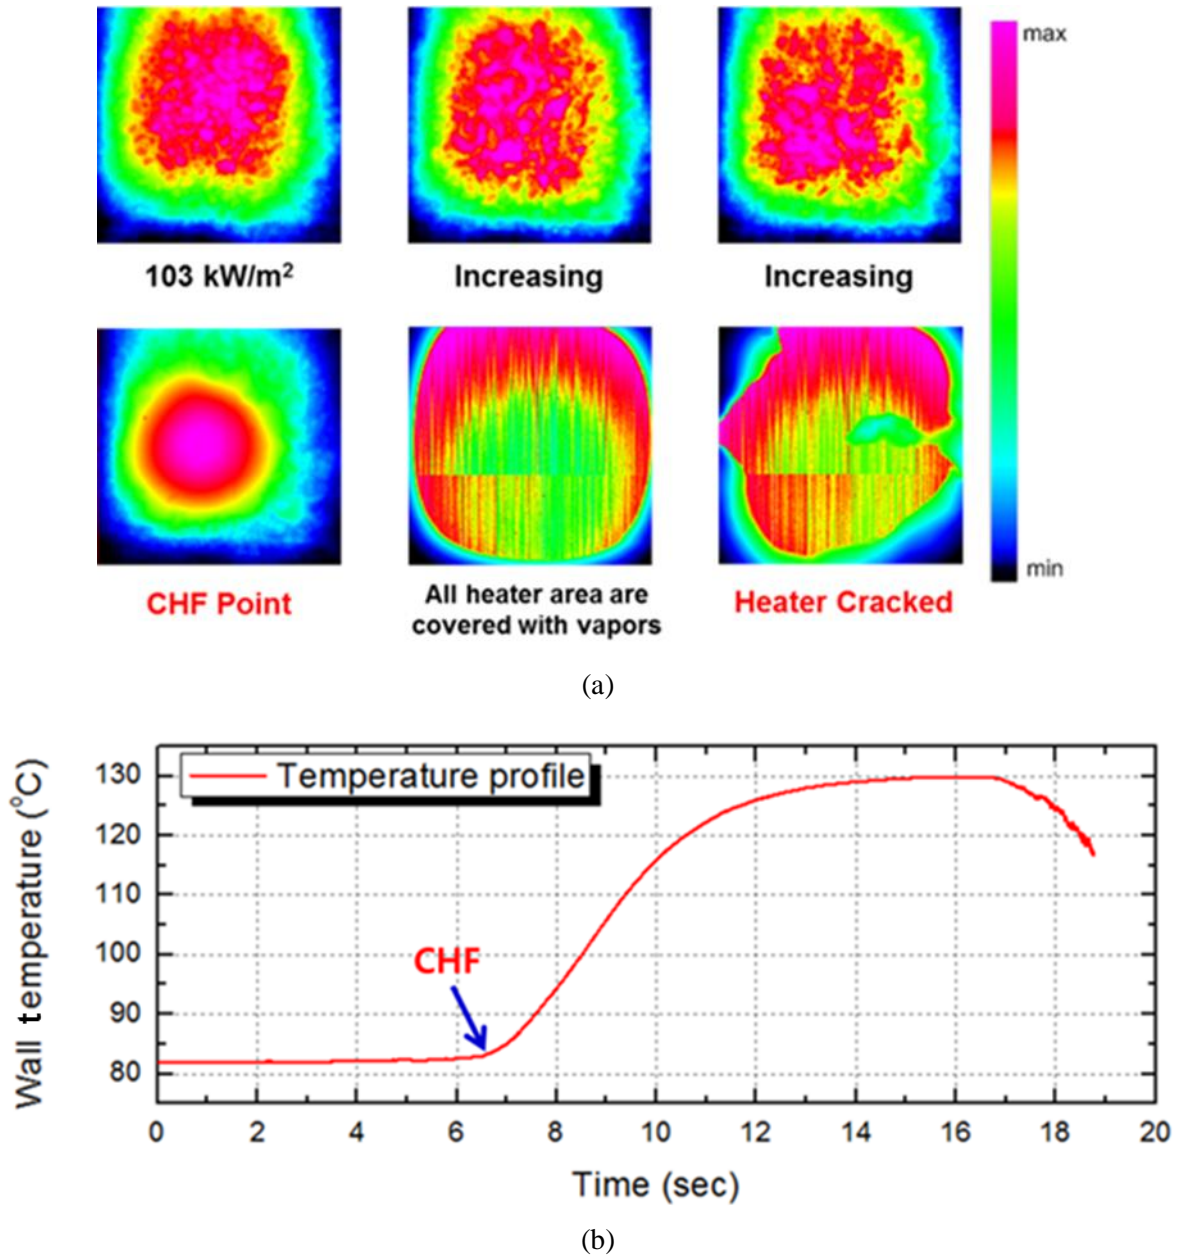 max
103 kW/m²
Increasing
Increasing
min
CHF Point
All heater area are
covered with vapors
Heater Cracked
(a)
Temperature profile
Wall temperature (°C)
130
120
110
100
90
80
CHF
0 2 4 6 8 10 12 14 16 18 20
Time (sec)
(b)